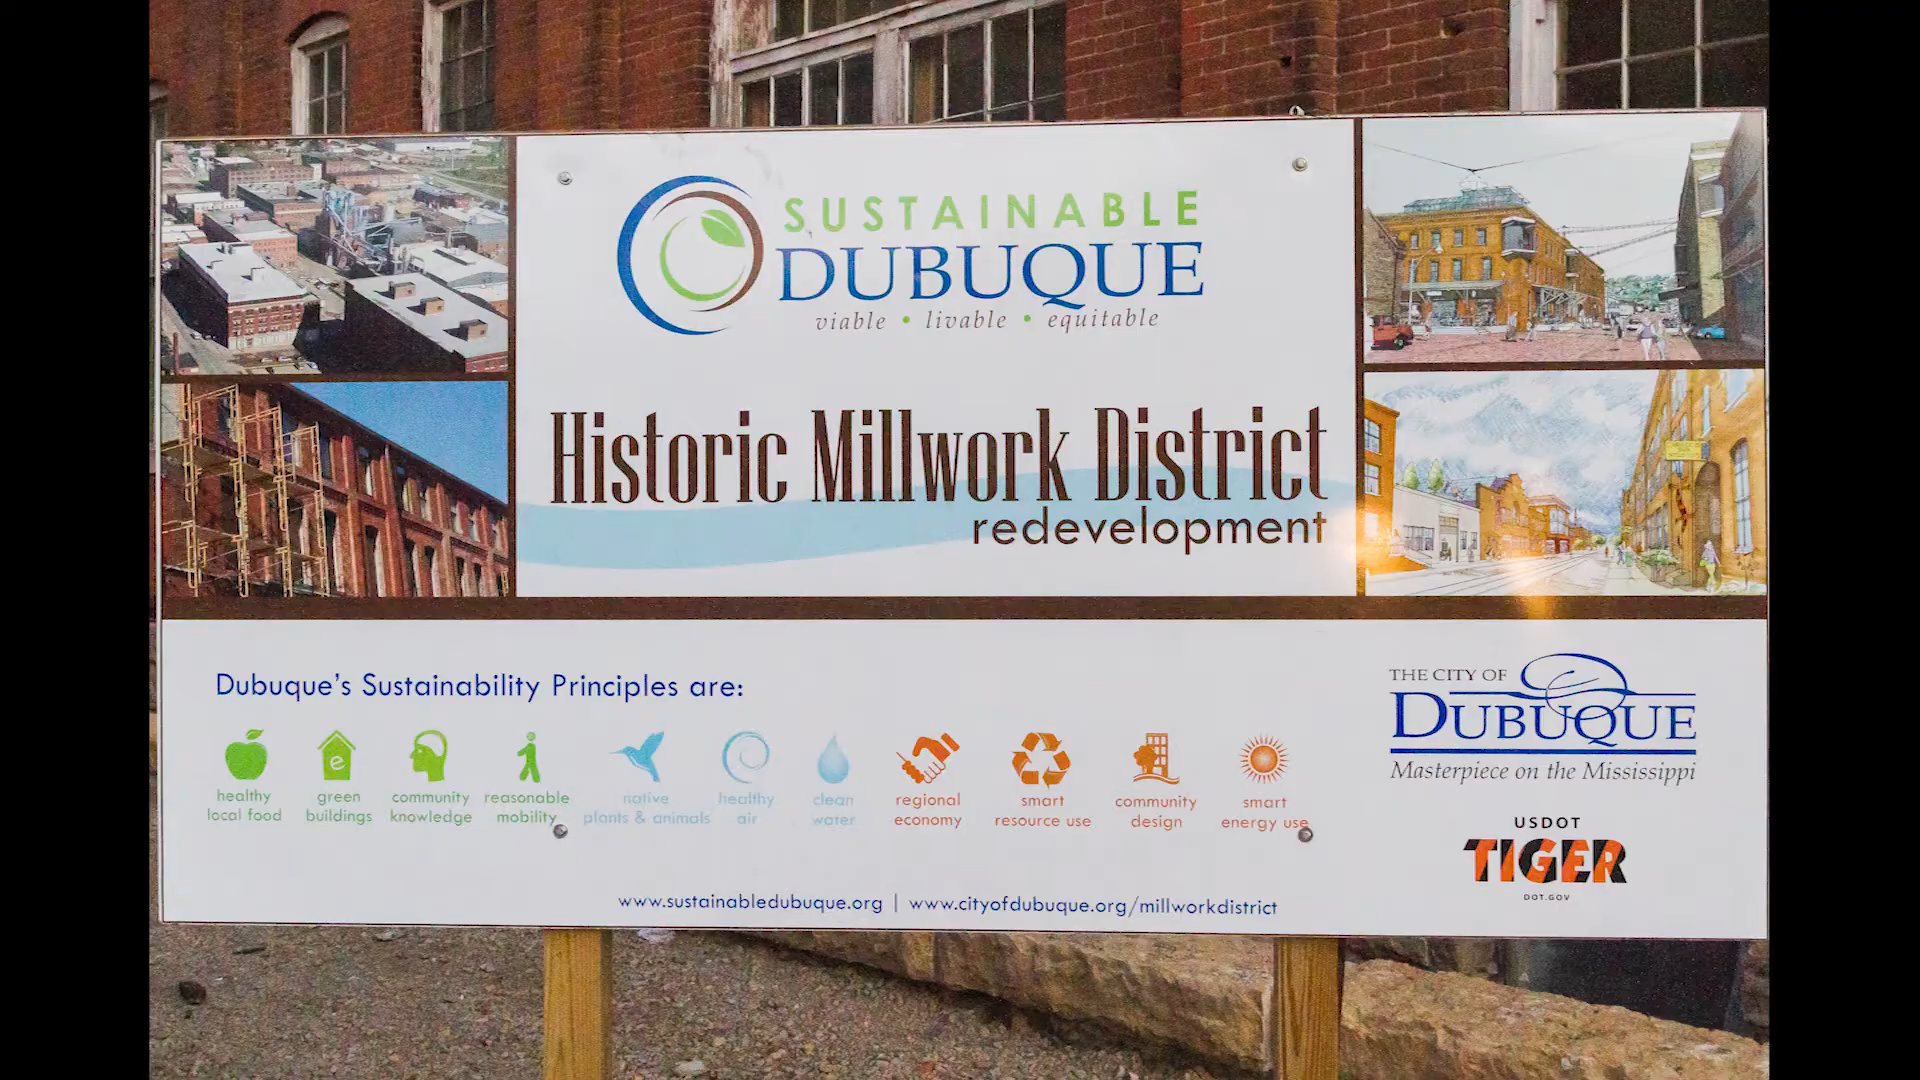 SUSTAINABLE
DUBUQUE
viable • livable • equitable
Historic Millwork District
redevelopment
Dubuque's Sustainability Principles are:
healthy
local food
green
buildings
community
knowledge
reasonable
mobility
native
plants & animals
healthy
air
clean
water
regional
economy
smart
resource use
community
design
smart
energy use
www.sustainabledubuque.org | www.cityofdubuque.org/millworkdistrict
THE CITY OF
DUBUQUE
Masterpiece on the Mississippi
USDOT
TIGER
DOT.GOV